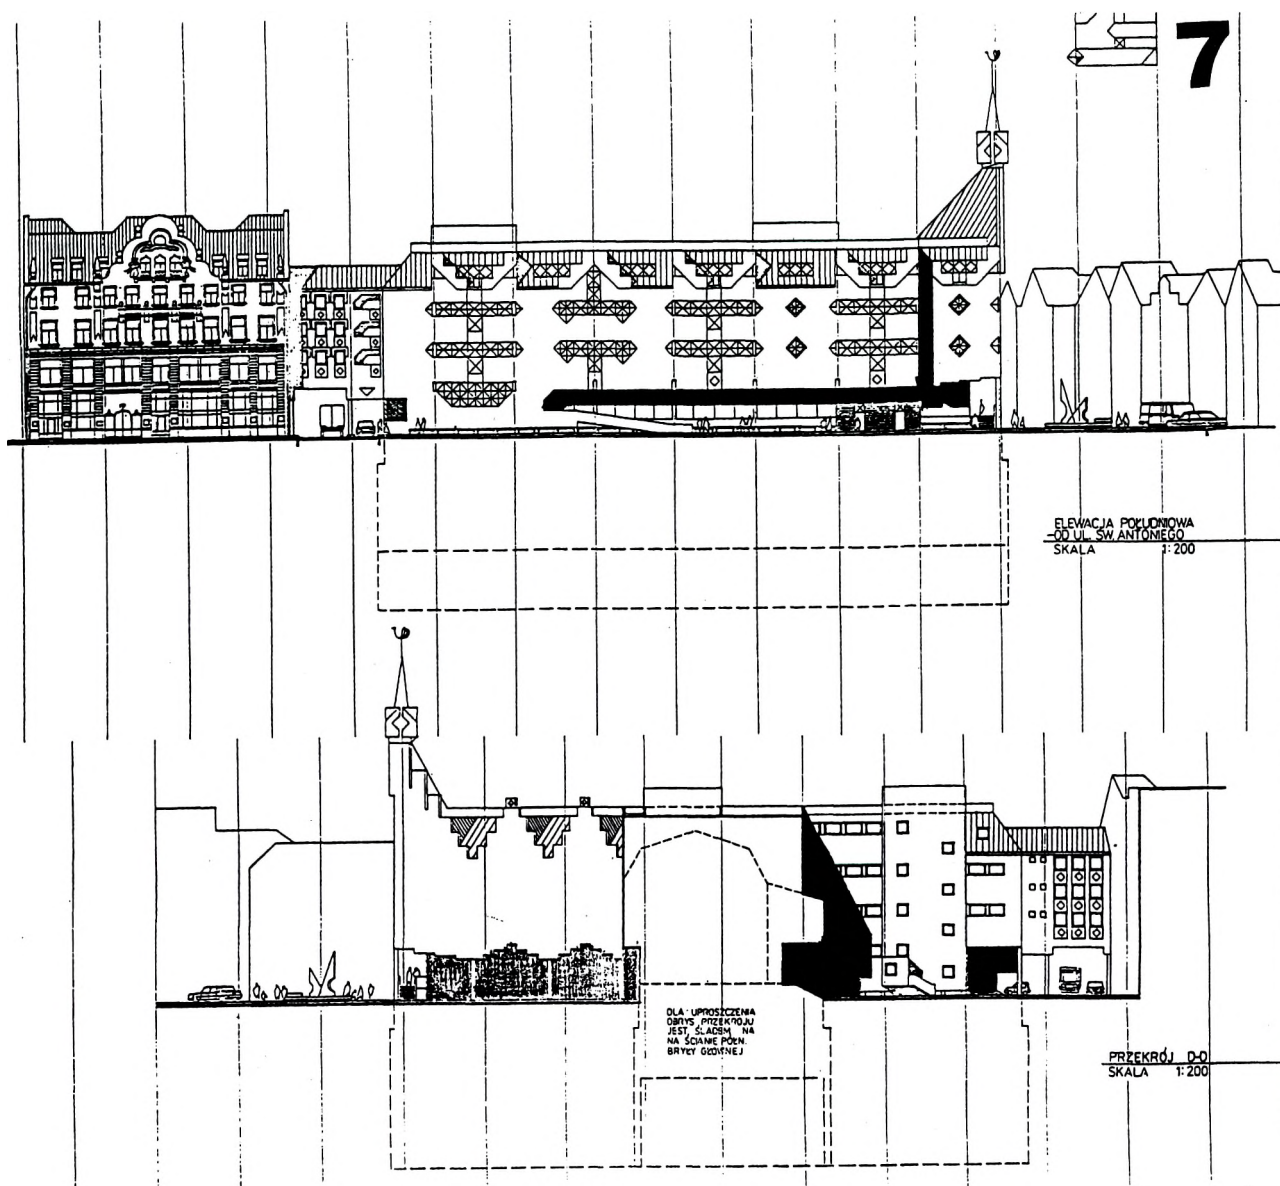 7
ELEWACJA POŁUDNIOWA
-OD UL. ŚW. ANTONIEGO
SKALA 1:200
DLA UPROSZCZENIA
OBRYS PRZEKROJU
JEST ŚLADEM NA
NA ŚCIANIE PÓŁN.
BRYŁY GŁÓWNEJ
PRZEKRÓJ D-D
SKALA 1:200